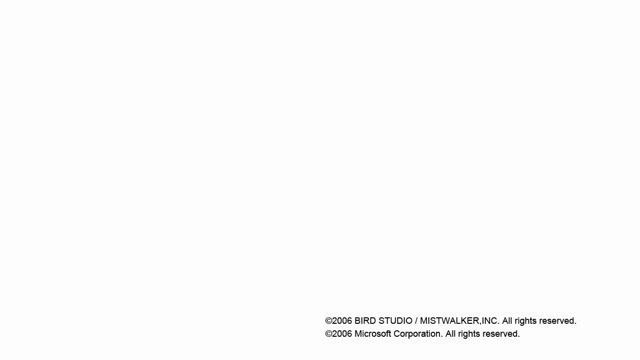 ©2006 BIRD STUDIO / MISTWALKER,INC. All rights reserved.
©2006 Microsoft Corporation. All rights reserved.